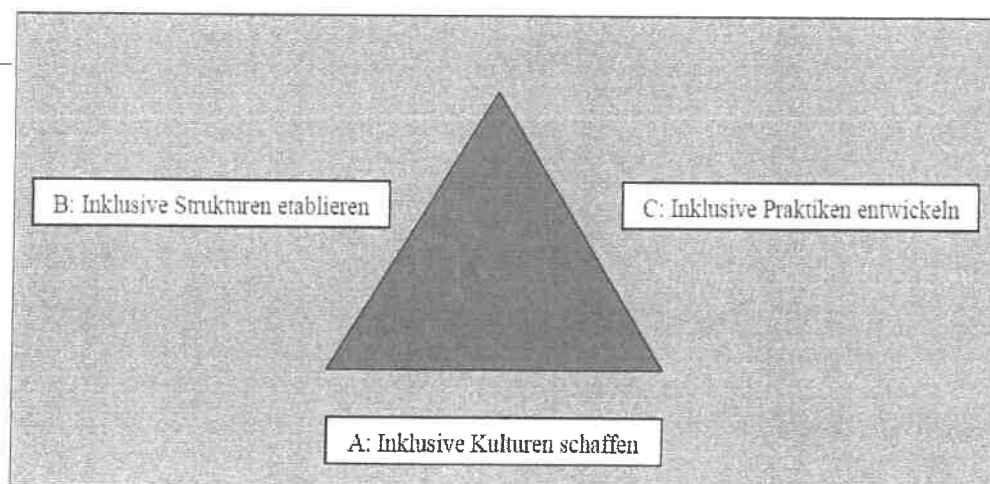 B: Inklusive Strukturen etablieren
C: Inklusive Praktiken entwickeln
A: Inklusive Kulturen schaffen